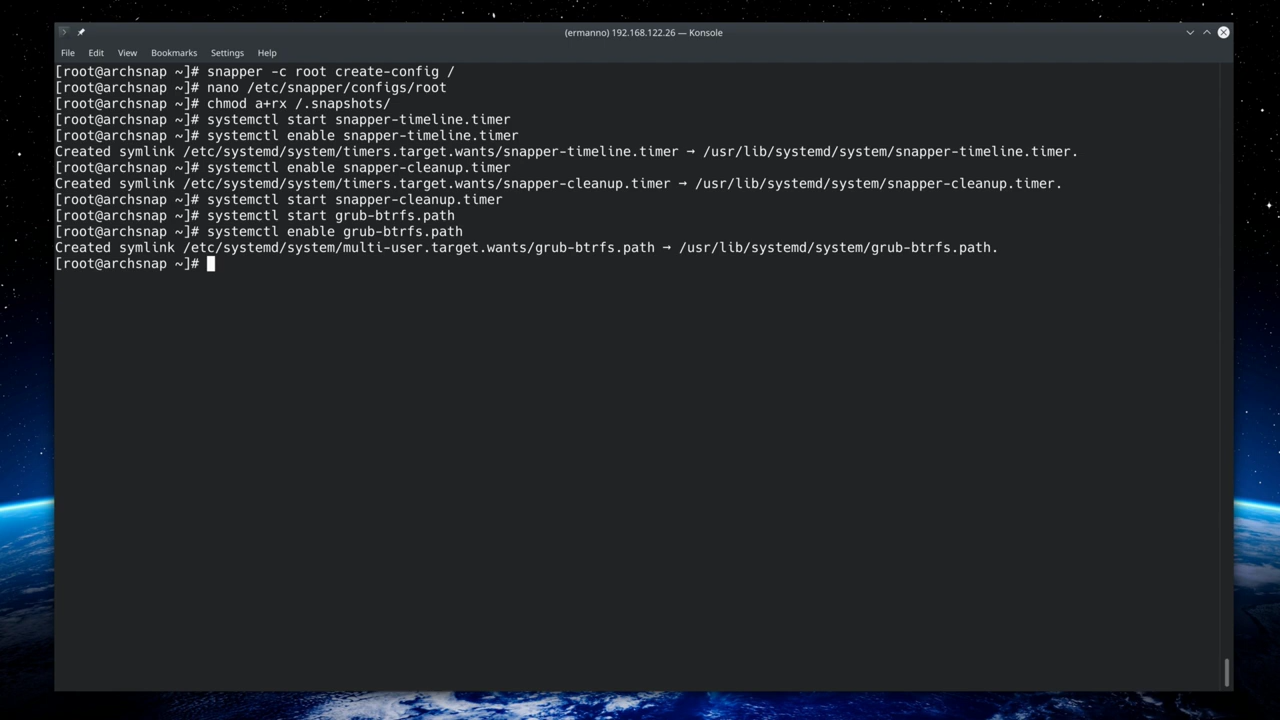 (ermanno) 192.168.122.26 — Konsole
File Edit View Bookmarks Settings Help
[root@archsnap ~]# snapper -c root create-config /
[root@archsnap ~]# nano /etc/snapper/configs/root
[root@archsnap ~]# chmod a+rx /.snapshots/
[root@archsnap ~]# systemctl start snapper-timeline.timer
[root@archsnap ~]# systemctl enable snapper-timeline.timer
Created symlink /etc/systemd/system/timers.target.wants/snapper-timeline.timer → /usr/lib/systemd/system/snapper-timeline.timer.
[root@archsnap ~]# systemctl enable snapper-cleanup.timer
Created symlink /etc/systemd/system/timers.target.wants/snapper-cleanup.timer → /usr/lib/systemd/system/snapper-cleanup.timer.
[root@archsnap ~]# systemctl start snapper-cleanup.timer
[root@archsnap ~]# systemctl start grub-btrfs.path
[root@archsnap ~]# systemctl enable grub-btrfs.path
Created symlink /etc/systemd/system/multi-user.target.wants/grub-btrfs.path → /usr/lib/systemd/system/grub-btrfs.path.
[root@archsnap ~]#